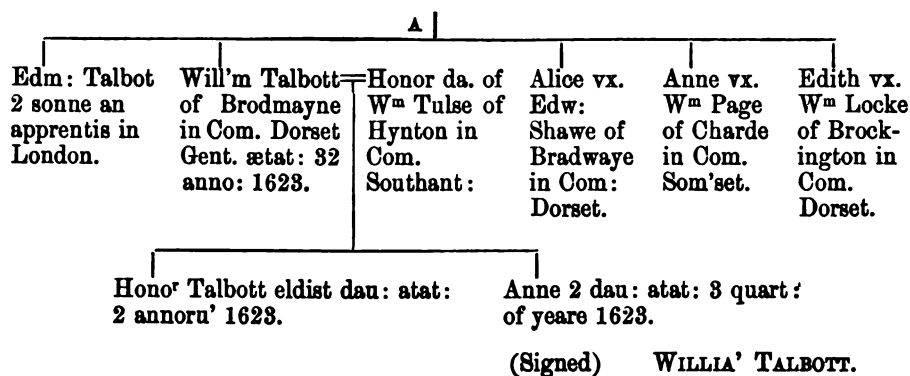 A
Edm: Talbot
2 sonne an
apprentis in
London.
Will'm Talbott
of Brodmayne
in Com. Dorset
Gent. ætat: 32
anno: 1623.
Honor da. of
Wᵐ Tulse of
Hynton in
Com.
Southant:
Alice vx.
Edw:
Shawe of
Bradwaye
in Com:
Dorset.
Anne vx.
Wᵐ Page
of Charde
in Com.
Som'set.
Edith vx.
Wᵐ Locke
of Brock-
ington in
Com.
Dorset.
Honoʳ Talbott eldist dau: atat:
2 annoru' 1623.
Anne 2 dau: atat: 3 quart:
of yeare 1623.
(Signed) WILLIA' TALBOTT.